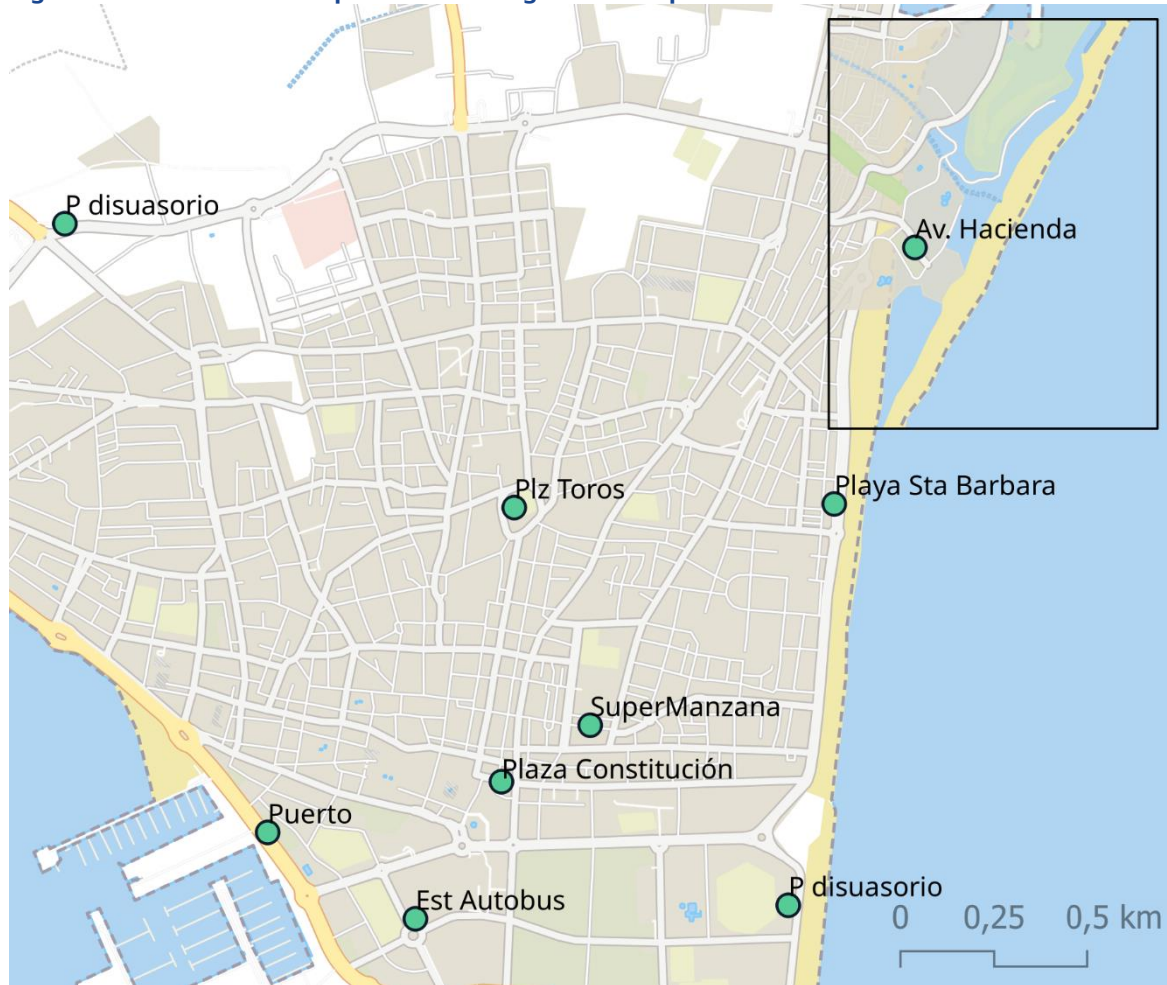 P disuasorio
Av. Hacienda
Plz Toros
Playa Sta Barbara
SuperManzana
Plaza Constitución
Puerto
P disuasorio
Est Autobus
0 0,25 0,5 km